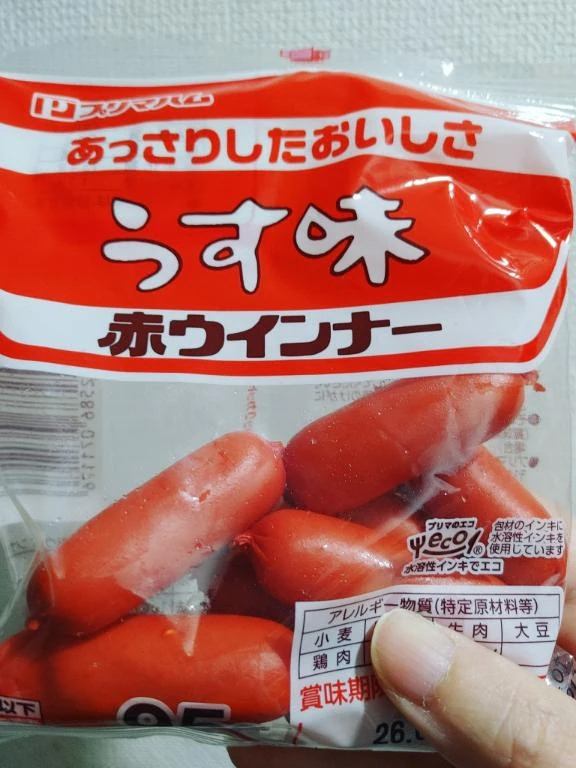 プリマハム
あっさりしたおいしさ
うす味
赤ウインナー
プリマのエコ
eco!®
水溶性インキでエコ
包材のインキに
水溶性インキを
使用しています
アレルギー物質(特定原材料等)
小麦 牛肉 大豆
鶏肉
賞味期限
以下
95
26.